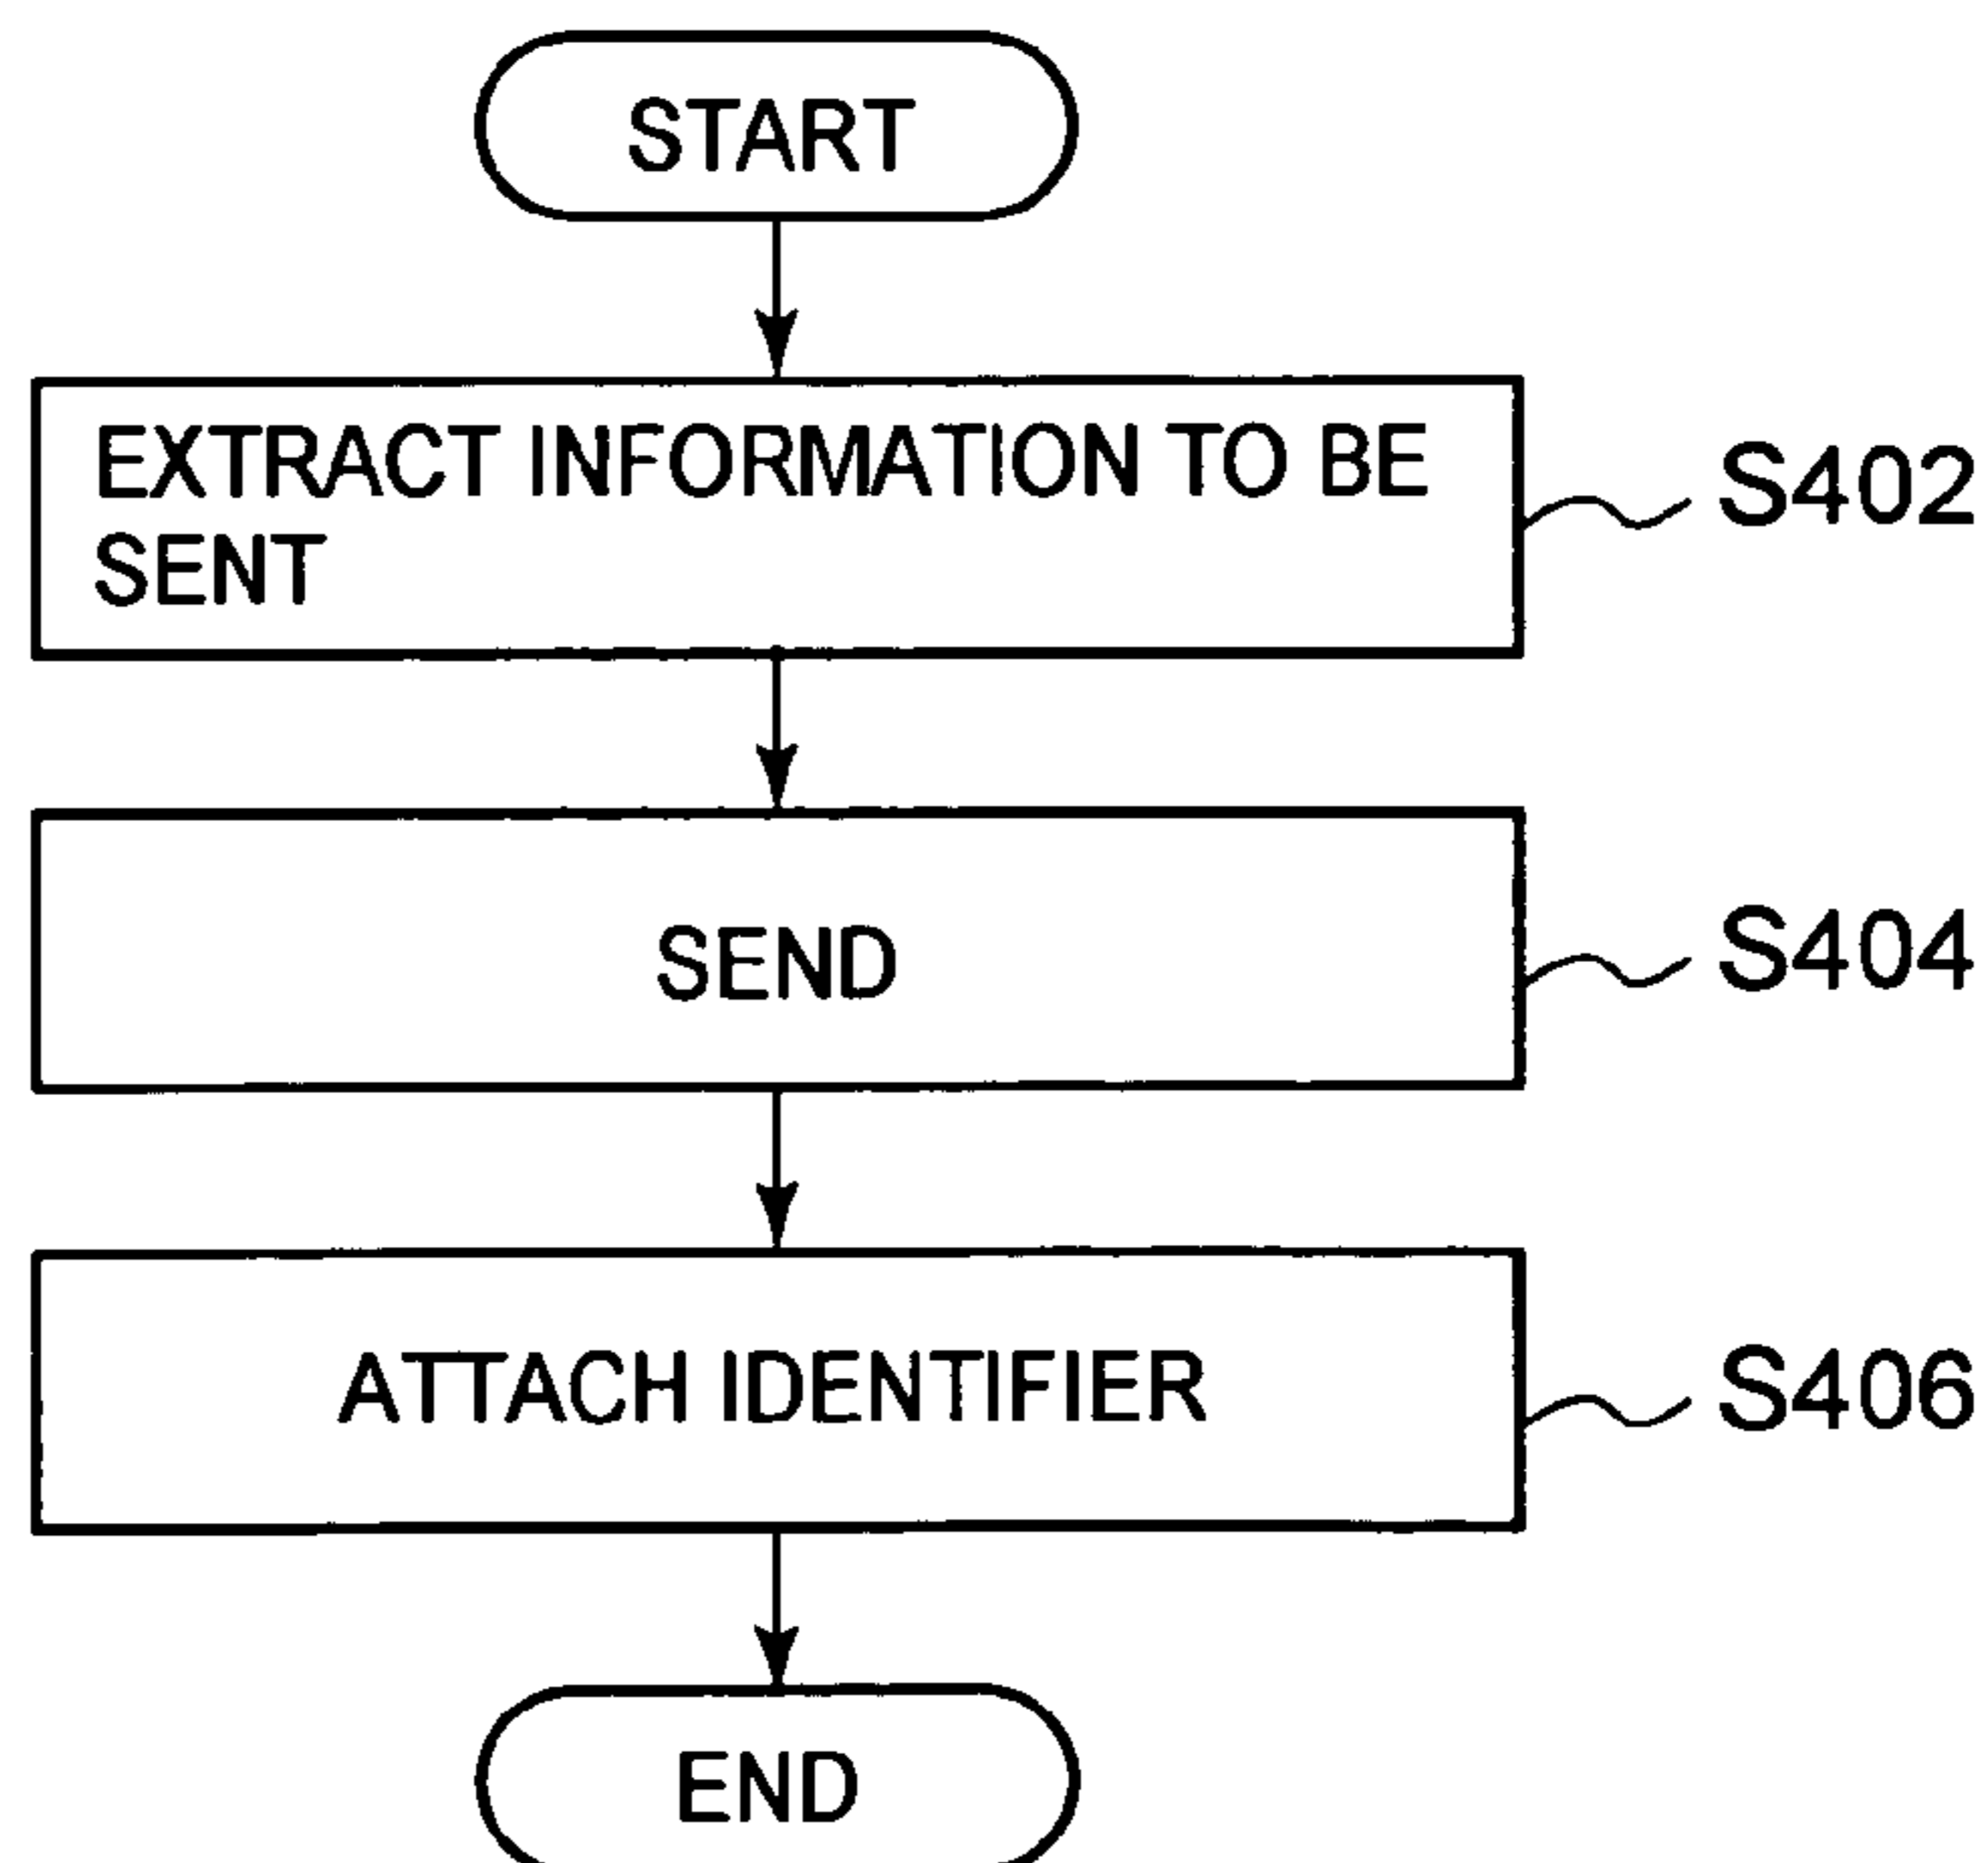 START
EXTRACT INFORMATION TO BE
SENT
S402
SEND
S404
ATTACH IDENTIFIER
S406
END